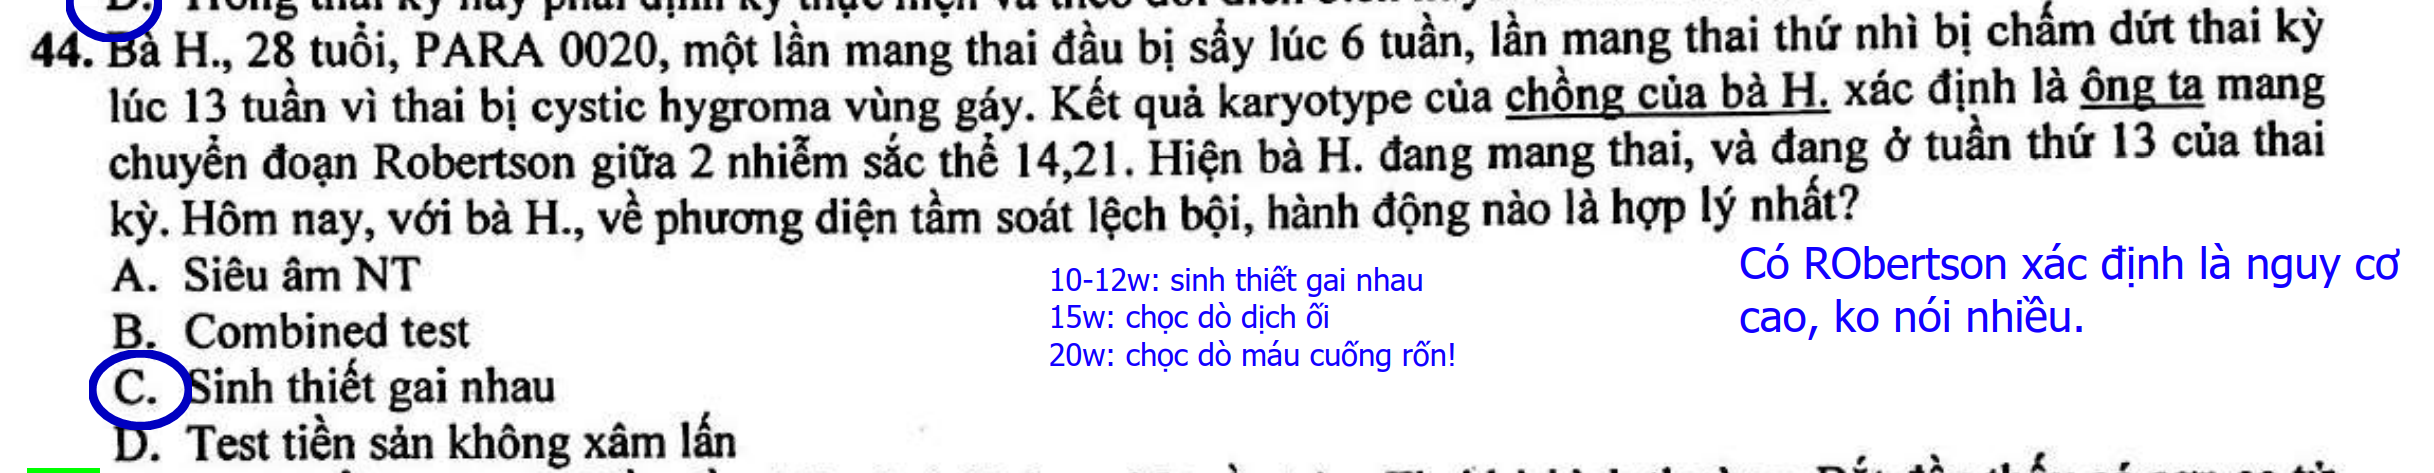 44. Bà H., 28 tuổi, PARA 0020, một lần mang thai đầu bị sẩy lúc 6 tuần, lần mang thai thứ nhì bị chấm dứt thai kỳ
lúc 13 tuần vì thai bị cystic hygroma vùng gáy. Kết quả karyotype của chồng của bà H. xác định là ông ta mang
chuyển đoạn Robertson giữa 2 nhiễm sắc thể 14,21. Hiện bà H. đang mang thai, và đang ở tuần thứ 13 của thai
kỳ. Hôm nay, với bà H., về phương diện tầm soát lệch bội, hành động nào là hợp lý nhất?
A. Siêu âm NT
B. Combined test
C. Sinh thiết gai nhau
D. Test tiền sản không xâm lấn
10-12w: sinh thiết gai nhau
15w: chọc dò dịch ối
20w: chọc dò máu cuống rốn!
Có RObertson xác định là nguy cơ
cao, ko nói nhiều.